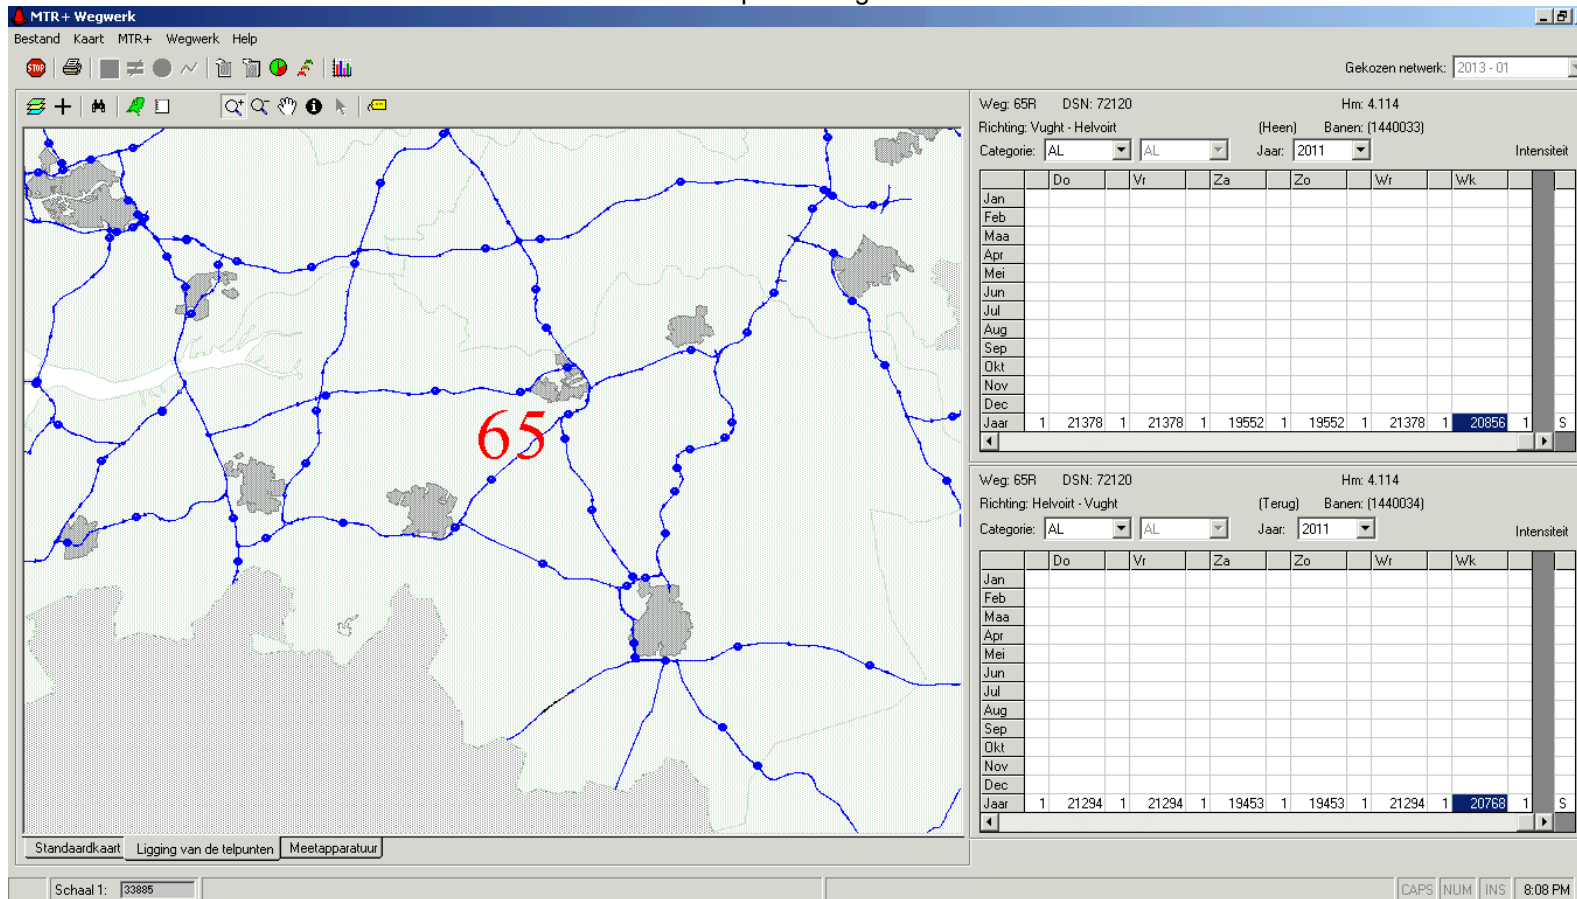 MTR+ Wegwerk
Bestand Kaart MTR+ Wegwerk Help
STOP
Gekozen netwerk: 2013 - 01
Weg: 65R DSN: 72120 Hm: 4.114
Richting: Vught - Helvoirt (Heen) Banen: (1440033)
Categorie: AL AL Jaar: 2011 Intensiteit
Do Vr Za Zo Wr Wk
Jan
Feb
Maa
Apr
Mei
Jun
Jul
Aug
Sep
Okt
Nov
Dec
Jaar 1 21378 1 21378 1 19552 1 19552 1 21378 1 20856 1 S
65
Weg: 65R DSN: 72120 Hm: 4.114
Richting: Helvoirt - Vught (Terug) Banen: (1440034)
Categorie: AL AL Jaar: 2011 Intensiteit
Do Vr Za Zo Wr Wk
Jan
Feb
Maa
Apr
Mei
Jun
Jul
Aug
Sep
Okt
Nov
Dec
Jaar 1 21294 1 21294 1 19453 1 19453 1 21294 1 20768 1 S
Standaardkaart Ligging van de telpunten Meetapparatuur
Schaal 1: 33885 CAPS NUM INS 8:08 PM